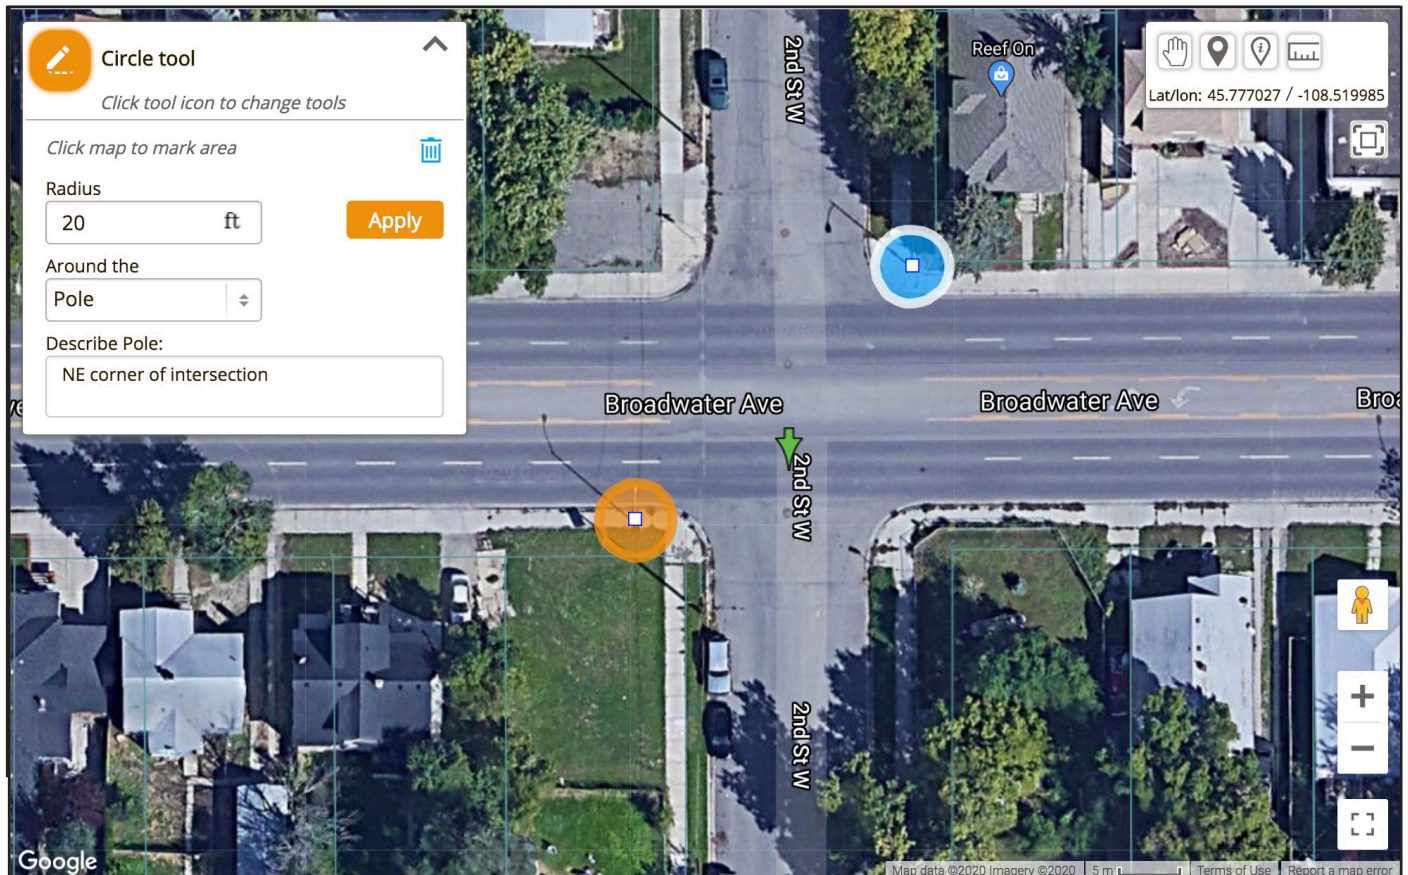 Circle tool
Click tool icon to change tools
Click map to mark area
Radius
20 ft
Apply
Around the
Pole
Describe Pole:
NE corner of intersection
2nd St W
Reef On
Lat/lon: 45.777027 / -108.519985
Broadwater Ave
Broadwater Ave
2nd St W
2nd St W
Google
Map data ©2020 Imagery ©2020
5 m
Terms of Use
Report a map error